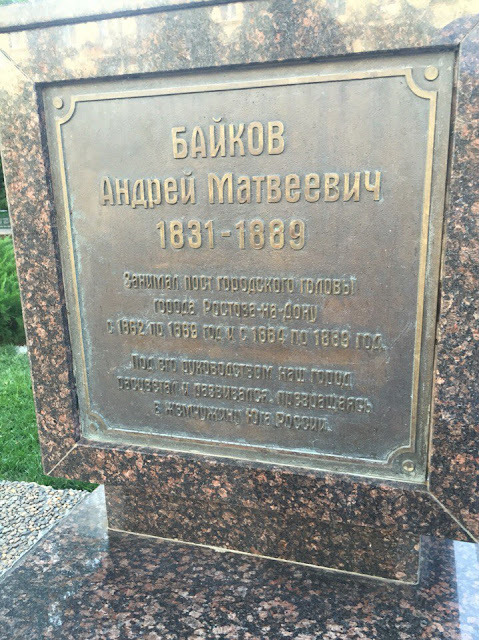 БАЙКОВ
Андрей Матвеевич
1831-1889
Занимал пост городского головы
города Ростова-на-Дону
с 1862 по 1868 год и с 1884 по 1889 год.
Под его руководством наш город
расцветал и развивался, превращаясь
в Жемчужину Юга России.